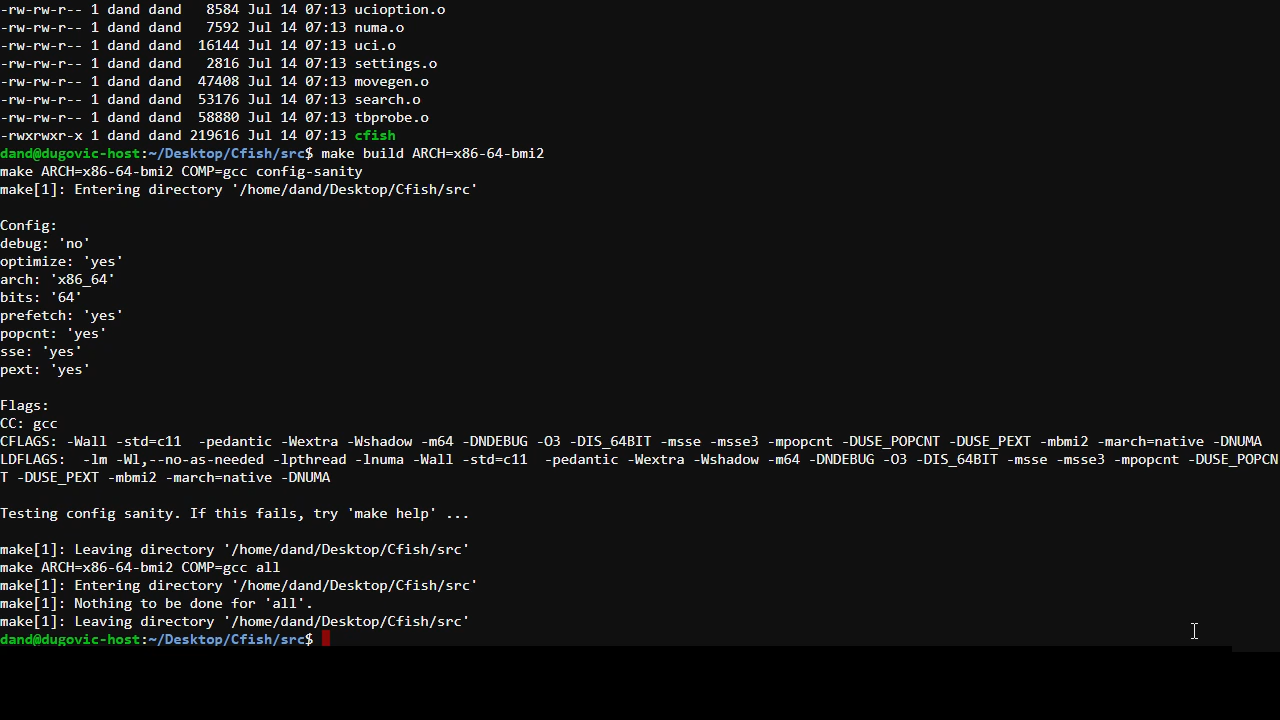 -rw-rw-r-- 1 dand dand   8584 Jul 14 07:13 ucioption.o
-rw-rw-r-- 1 dand dand   7592 Jul 14 07:13 numa.o
-rw-rw-r-- 1 dand dand  16144 Jul 14 07:13 uci.o
-rw-rw-r-- 1 dand dand   2816 Jul 14 07:13 settings.o
-rw-rw-r-- 1 dand dand  47408 Jul 14 07:13 movegen.o
-rw-rw-r-- 1 dand dand  53176 Jul 14 07:13 search.o
-rw-rw-r-- 1 dand dand  58880 Jul 14 07:13 tbprobe.o
-rwxrwxr-x 1 dand dand 219616 Jul 14 07:13 cfish
dand@dugovic-host:~/Desktop/Cfish/src$ make build ARCH=x86-64-bmi2
make ARCH=x86-64-bmi2 COMP=gcc config-sanity
make[1]: Entering directory '/home/dand/Desktop/Cfish/src'

Config:
debug: 'no'
optimize: 'yes'
arch: 'x86_64'
bits: '64'
prefetch: 'yes'
popcnt: 'yes'
sse: 'yes'
pext: 'yes'

Flags:
CC: gcc
CFLAGS: -Wall -std=c11  -pedantic -Wextra -Wshadow -m64 -DNDEBUG -O3 -DIS_64BIT -msse -msse3 -mpopcnt -DUSE_POPCNT -DUSE_PEXT -mbmi2 -march=native -DNUMA
LDFLAGS:  -lm -Wl,--no-as-needed -lpthread -lnuma -Wall -std=c11  -pedantic -Wextra -Wshadow -m64 -DNDEBUG -O3 -DIS_64BIT -msse -msse3 -mpopcnt -DUSE_POPCN
T -DUSE_PEXT -mbmi2 -march=native -DNUMA

Testing config sanity. If this fails, try 'make help' ...

make[1]: Leaving directory '/home/dand/Desktop/Cfish/src'
make ARCH=x86-64-bmi2 COMP=gcc all
make[1]: Entering directory '/home/dand/Desktop/Cfish/src'
make[1]: Nothing to be done for 'all'.
make[1]: Leaving directory '/home/dand/Desktop/Cfish/src'
dand@dugovic-host:~/Desktop/Cfish/src$